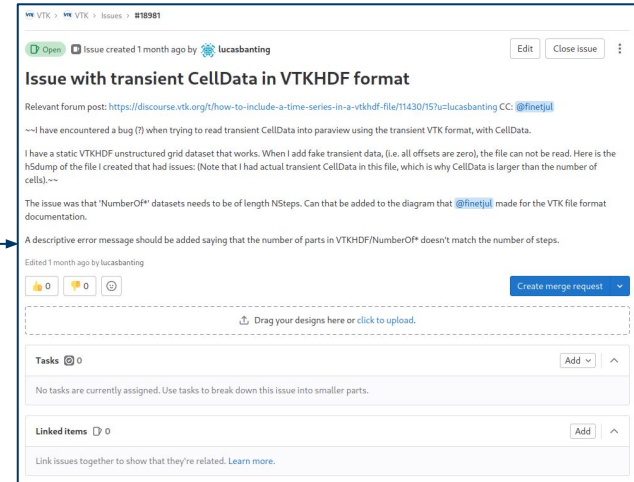 VTK > VTK > Issues > #18981
Open Issue created 1 month ago by lucasbanting Edit Close issue
Issue with transient CellData in VTKHDF format
Relevant forum post: https://discourse.vtk.org/t/how-to-include-a-time-series-in-a-vtkhdf-file/11430/15?u=lucasbanting CC: @finetjul
~~I have encountered a bug (?) when trying to read transient CellData into paraview using the transient VTK format, with CellData.
I have a static VTKHDF unstructured grid dataset that works. When I add fake transient data, (i.e. all offsets are zero), the file can not be read. Here is the
h5dump of the file I created that had issues: (Note that I had actual transient CellData in this file, which is why CellData is larger than the number of
cells).~~
The issue was that 'NumberOf*' datasets needs to be of length NSteps. Can that be added to the diagram that @finetjul made for the VTK file format
documentation.
A descriptive error message should be added saying that the number of parts in VTKHDF/NumberOf* doesn't match the number of steps.
Edited 1 month ago by lucasbanting
0 0 Create merge request
Drag your designs here or click to upload.
Tasks 0 Add
No tasks are currently assigned. Use tasks to break down this issue into smaller parts.
Linked items 0 Add
Link issues together to show that they're related. Learn more.